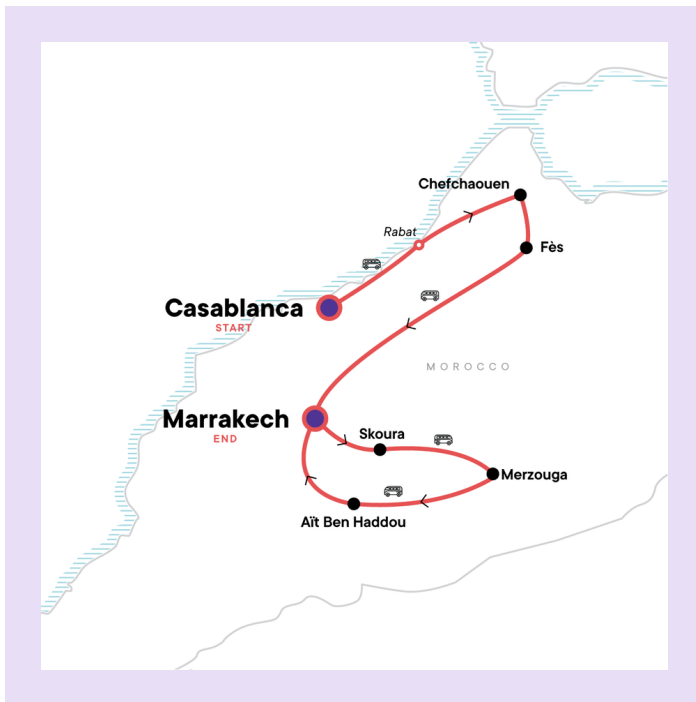 Chefchaouen
Rabat
Fès
Casablanca
START
MOROCCO
Marrakech
END
Skoura
Merzouga
Aït Ben Haddou